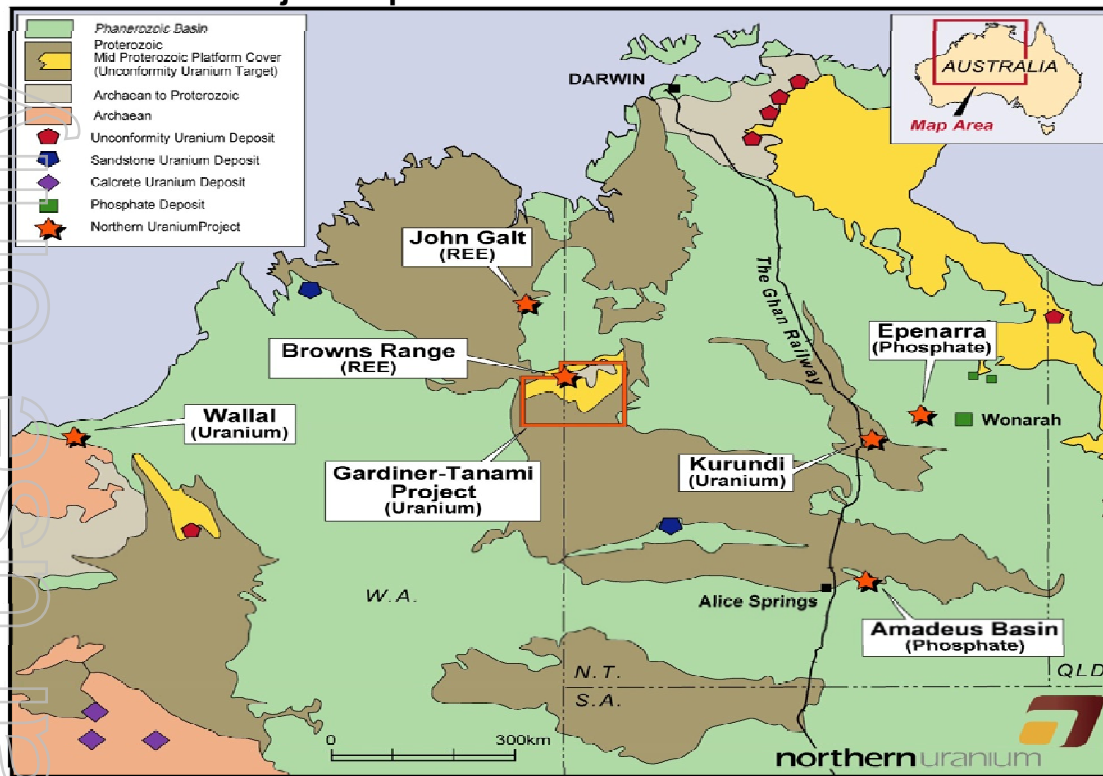 Phanerozoic Basin
Proterozoic
Mid Proterozoic Platform Cover
(Unconformity Uranium Target)
Archaean to Proterozoic
Archaean
Unconformity Uranium Deposit
Sandstone Uranium Deposit
Calcrete Uranium Deposit
Phosphate Deposit
Northern UraniumProject
DARWIN
AUSTRALIA
Map Area
John Galt
(REE)
The Ghan Railway
Browns Range
(REE)
Epenarra
(Phosphate)
Wallal
(Uranium)
Wonarah
Gardiner-Tanami
Project
(Uranium)
Kurundi
(Uranium)
W.A.
Alice Springs
Amadeus Basin
(Phosphate)
N.T.
QLD
S.A.
0
300km
northernuranium